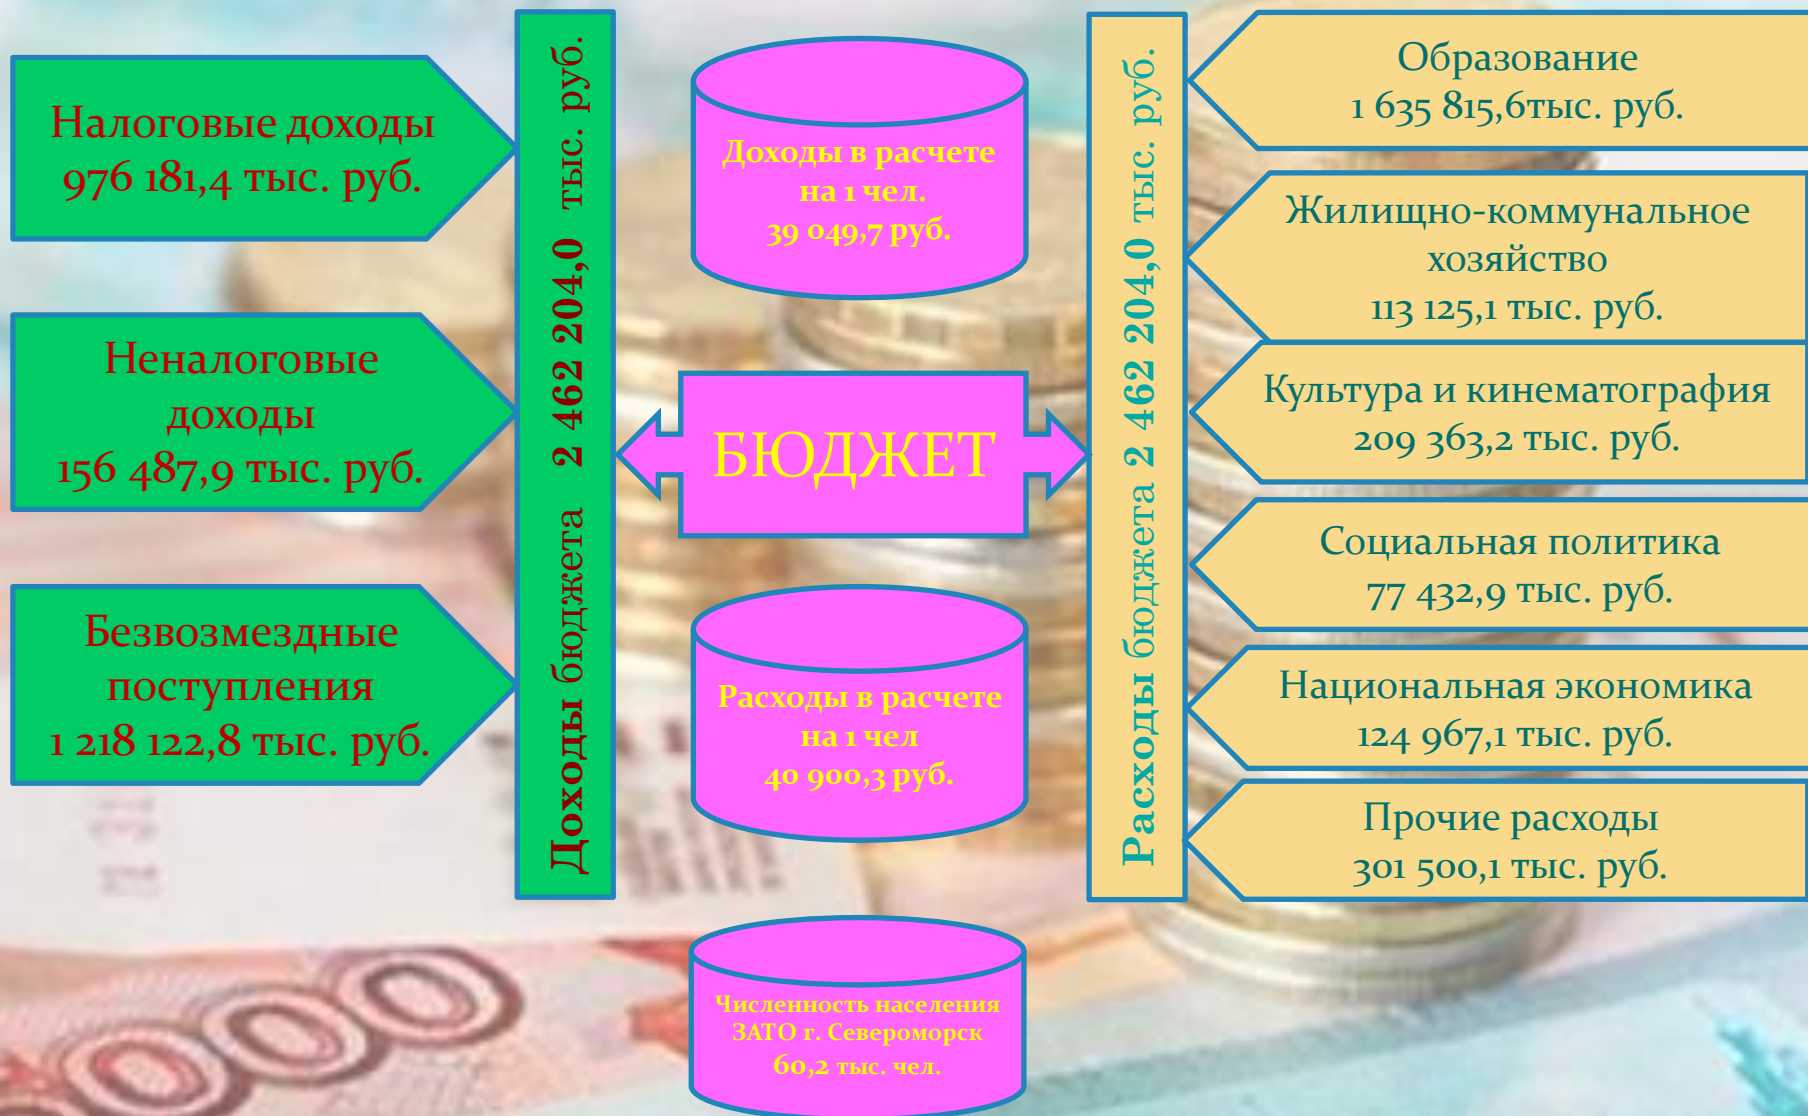 Налоговые доходы
976 181,4 тыс. руб.
Неналоговые
доходы
156 487,9 тыс. руб.
Безвозмездные
поступления
1 218 122,8 тыс. руб.
Доходы бюджета 2 462 204,0 тыс. руб.
Доходы в расчете
на 1 чел.
39 049,7 руб.
БЮДЖЕТ
Расходы в расчете
на 1 чел
40 900,3 руб.
Численность населения
ЗАТО г. Североморск
60,2 тыс. чел.
Расходы бюджета 2 462 204,0 тыс. руб.
Образование
1 635 815,6тыс. руб.
Жилищно-коммунальное
хозяйство
113 125,1 тыс. руб.
Культура и кинематография
209 363,2 тыс. руб.
Социальная политика
77 432,9 тыс. руб.
Национальная экономика
124 967,1 тыс. руб.
Прочие расходы
301 500,1 тыс. руб.
000